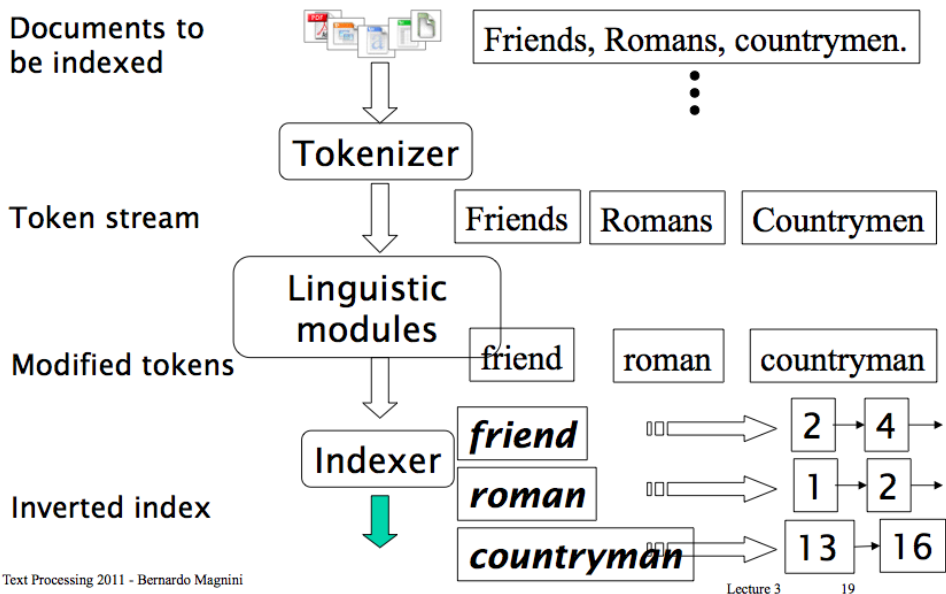 Documents to
be indexed
PDF
Friends, Romans, countrymen.
Tokenizer
Token stream
Friends
Romans
Countrymen
Linguistic
modules
Modified tokens
friend
roman
countryman
Indexer
friend
2
4
roman
1
2
Inverted index
countryman
13
16
Text Processing 2011 - Bernardo Magnini
Lecture 3
19